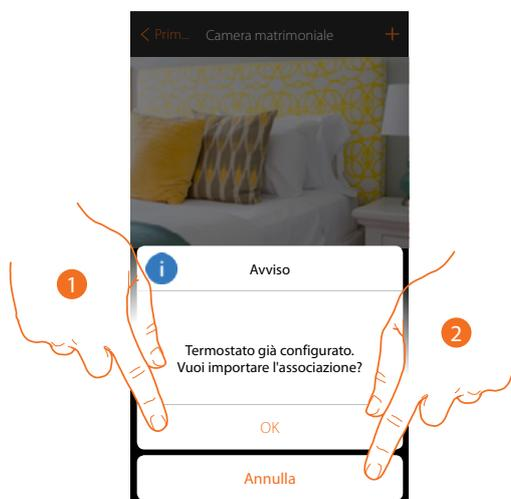 Prim... Camera matrimoniale +
i Avviso
1
2
Termostato già configurato.
Vuoi importare l'associazione?
OK
Annulla